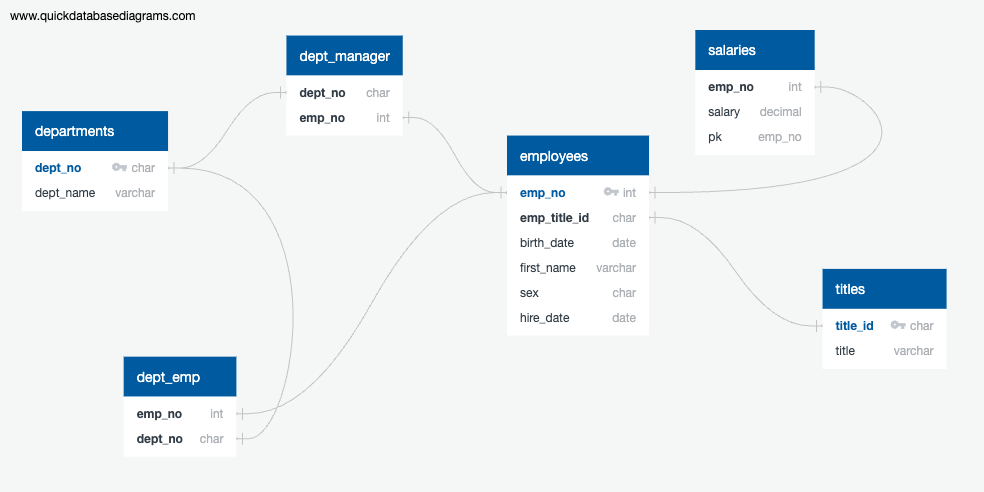 www.quickdatabasediagrams.com
dept_manager
dept_no char
emp_no int
salaries
emp_no int
salary decimal
pk emp_no
departments
dept_no char
dept_name varchar
employees
emp_no int
emp_title_id char
birth_date date
first_name varchar
sex char
hire_date date
titles
title_id char
title varchar
dept_emp
emp_no int
dept_no char